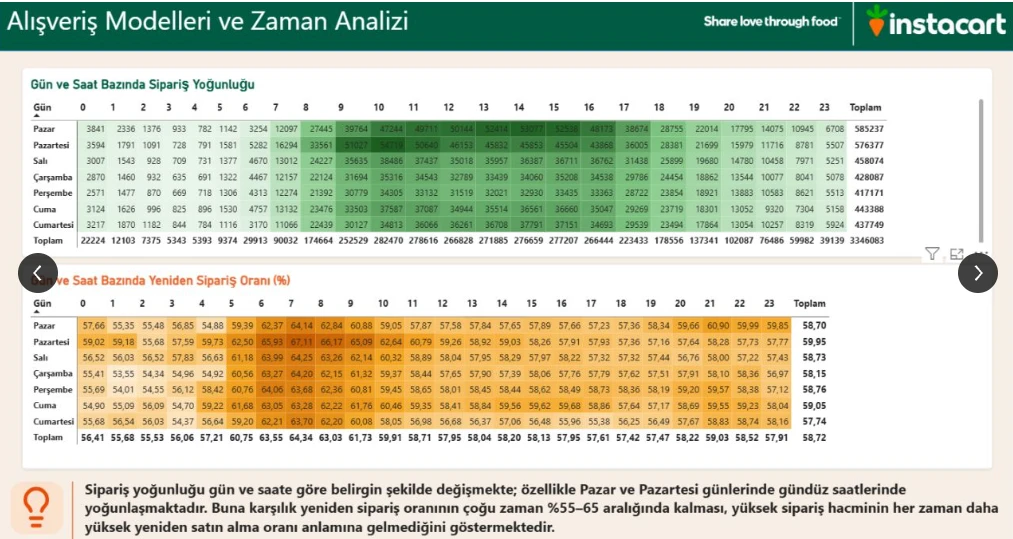 Alışveriş Modelleri ve Zaman Analizi
Share love through food
instacart
Gün ve Saat Bazında Sipariş Yoğunluğu
Gün 0 1 2 3 4 5 6 7 8 9 10 11 12 13 14 15 16 17 18 19 20 21 22 23 Toplam
Pazar 3841 2336 1376 933 782 1142 3254 12097 27445 39764 47244 49711 50144 52414 38674 28755 22014 17795 14075 10945 6708 585237
Pazartesi 3594 1791 1091 728 791 1581 5282 16294 33561 50640 46153 45832 45853 45504 43868 36005 28381 21699 15979 11716 8781 5507 576377
Salı 3007 1543 928 709 731 1377 4670 13012 24227 35635 38486 37437 35018 35957 36387 36711 36762 31438 25899 19680 14780 10458 7971 5251 458074
Çarşamba 2870 1460 932 635 691 1322 4467 12157 22124 31694 35316 34543 32789 33439 34060 35208 34538 29786 24454 18862 13544 10077 8041 5078 428087
Perşembe 2571 1477 870 669 718 1306 4313 12274 21392 30779 34305 33132 31519 32021 32930 33435 33363 28722 23854 18921 13883 10583 8621 5513 417171
Cuma 3124 1626 996 825 896 1530 4757 13132 23476 33503 37587 37087 34944 35514 36561 36660 35047 29269 23719 18301 13052 9320 7304 5158 443388
Cumartesi 3217 1870 1182 844 784 1116 3170 11066 22439 30127 34813 36066 36261 36708 37791 37151 34693 29539 23494 17864 13054 10257 8319 5924 437749
Toplam 22224 12103 7375 5343 5393 9374 29913 90032 174664 252529 282470 278616 266828 271885 276659 277207 266444 223433 178556 137341 102087 76486 59982 39139 3346083
ve Saat Bazında Yeniden Sipariş Oranı (%)
Gün 0 1 2 3 4 5 6 7 8 9 10 11 12 13 14 15 16 17 18 19 20 21 22 23 Toplam
Pazar 57,66 55,35 55,48 56,85 54,88 59,39 62,37 64,14 62,84 60,88 59,05 57,87 57,58 57,84 57,65 57,89 57,66 57,23 57,36 58,34 59,66 60,90 59,99 59,85 58,70
Pazartesi 59,02 59,18 55,68 57,59 59,73 62,50 65,93 67,11 66,17 65,09 62,64 60,79 59,26 58,92 59,03 58,26 57,91 57,93 57,36 57,16 57,64 58,28 57,73 57,77 59,95
Salı 56,52 56,03 56,52 57,83 56,63 61,18 63,99 64,25 63,26 62,14 60,32 58,89 58,04 57,95 58,29 57,97 58,22 57,32 57,32 57,44 56,76 58,00 57,22 57,43 58,73
Çarşamba 55,41 53,55 54,34 54,96 54,92 60,56 63,27 64,20 62,15 61,32 59,37 58,44 57,65 57,90 57,39 58,06 57,76 57,79 57,62 57,51 57,91 58,10 58,36 56,97 58,15
Perşembe 55,69 54,01 54,55 56,12 58,42 60,76 64,06 63,68 62,36 60,81 59,45 58,65 58,01 58,45 58,44 58,62 58,49 58,73 58,36 58,19 59,20 59,57 58,38 57,12 58,76
Cuma 54,90 55,09 56,09 54,70 59,22 61,68 63,05 63,28 62,22 61,76 60,46 59,35 58,41 58,84 59,56 59,62 59,68 58,86 57,64 57,17 58,69 59,55 59,23 58,04 59,05
Cumartesi 55,68 56,54 56,03 54,37 56,64 59,20 62,21 63,70 62,20 60,08 58,05 56,98 56,68 56,37 57,06 56,48 55,96 55,38 56,25 56,49 57,67 58,83 58,74 58,16 57,74
Toplam 56,41 55,68 55,53 56,06 57,21 60,75 63,55 64,34 63,03 61,73 59,91 58,71 57,95 58,04 58,20 58,13 57,95 57,61 57,42 57,47 58,22 59,03 58,52 57,91 58,72
Sipariş yoğunluğu gün ve saate göre belirgin şekilde değişmekte; özellikle Pazar ve Pazartesi günlerinde gündüz saatlerinde
yoğunlaşmaktadır. Buna karşılık yeniden sipariş oranının çoğu zaman %55–65 aralığında kalması, yüksek sipariş hacminin her zaman daha
yüksek yeniden satın alma oranı anlamına gelmediğini göstermektedir.